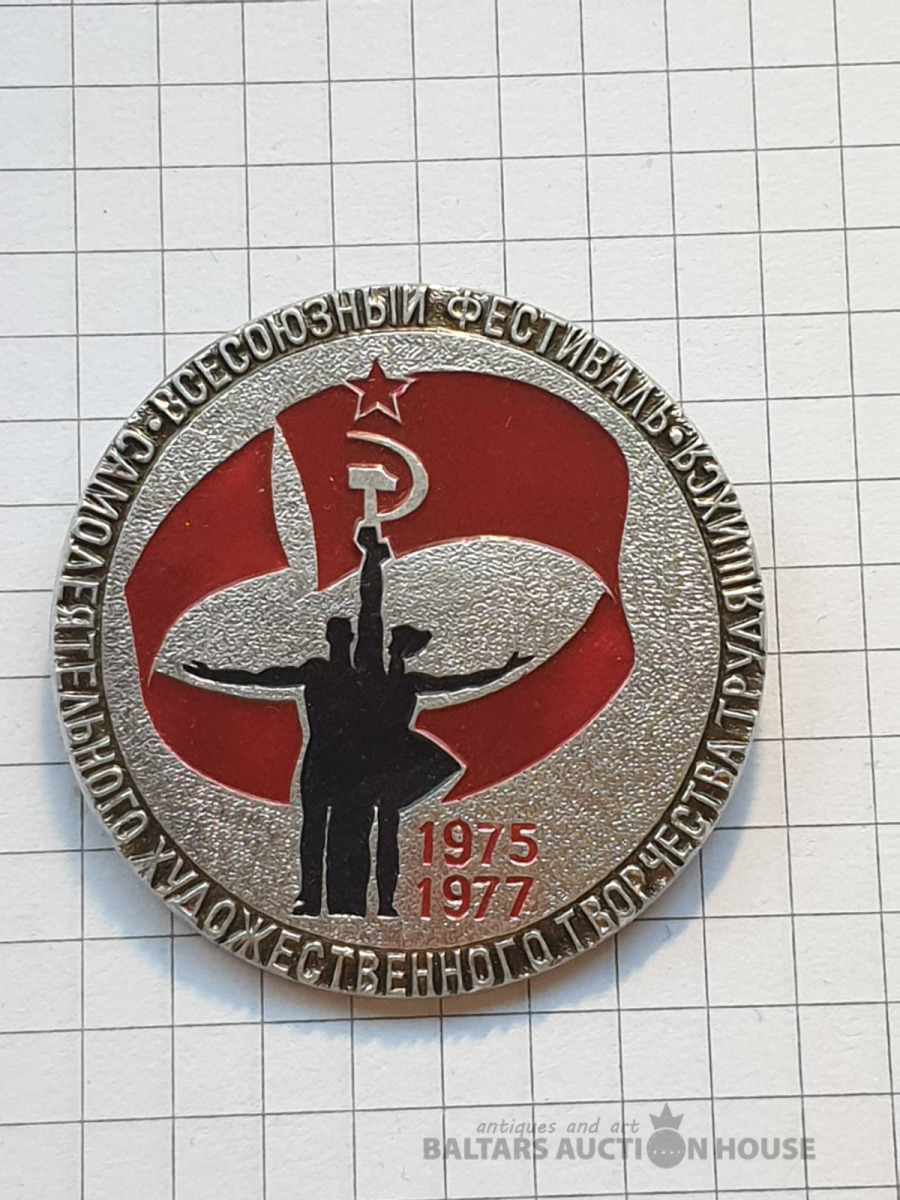 • ВСЕСОЮЗНЫЙ ФЕСТИВАЛЬ •
САМОДЕЯТЕЛЬНОГО ХУДОЖЕСТВЕННОГО ТВОРЧЕСТВА ТРУДЯЩИХСЯ
1975
1977
antiques and art
BALTARS AUCTION HOUSE